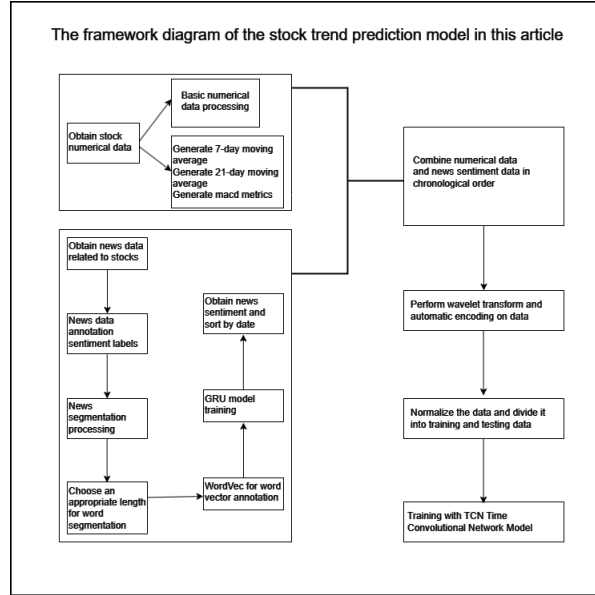 The framework diagram of the stock trend prediction model in this article
Basic numerical
data processing
Obtain stock
numerical data
Generate 7-day moving
average
Generate 21-day moving
average
Generate macd metrics
Obtain news data
related to stocks
News data
annotation
sentiment labels
News
segmentation
processing
Choose an
appropriate length
for word
segmentation
WordVec for word
vector annotation
GRU model
training
Obtain news
sentiment and
sort by date
Combine numerical data
and news sentiment data in
chronological order
Perform wavelet transform and
automatic encoding on data
Normalize the data and divide it
into training and testing data
Training with TCN Time
Convolutional Network Model